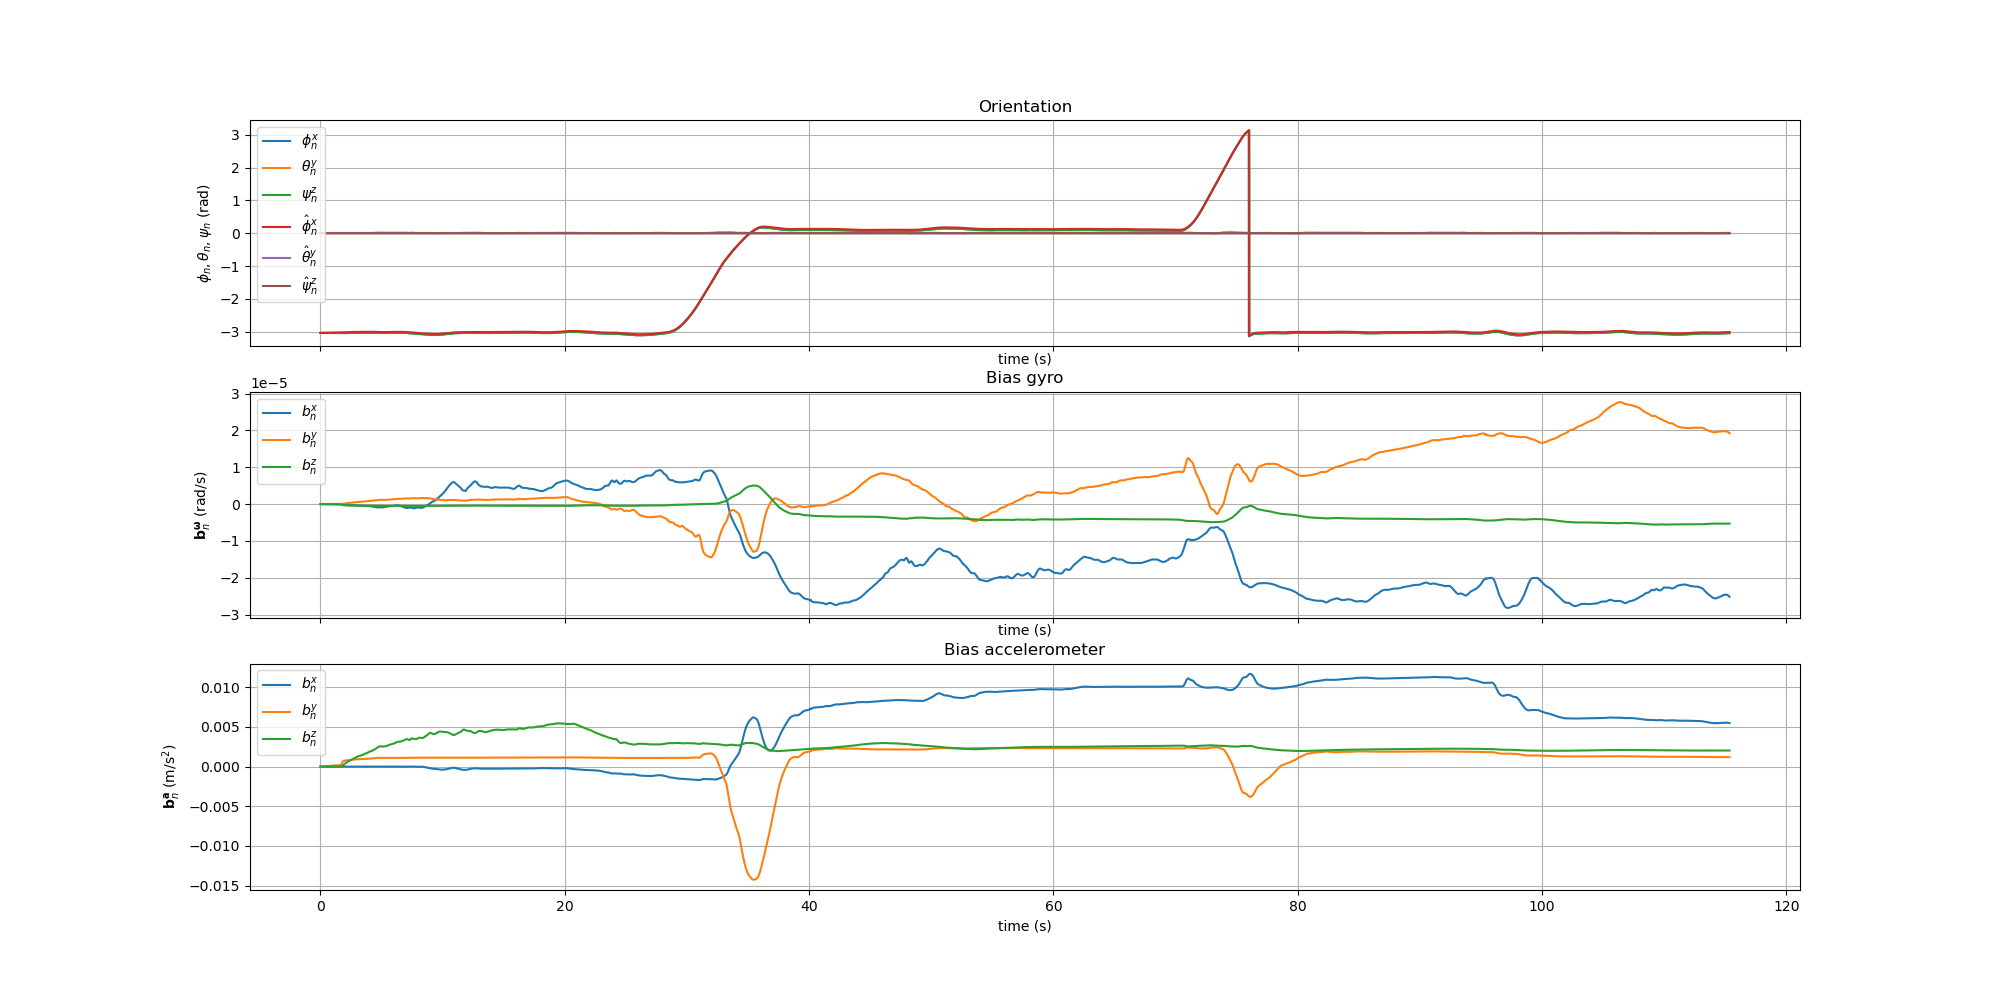 Orientation
3
2
1
0
−1
−2
−3
ϕₙ, θₙ, ψₙ (rad)
ϕₙˣ
θₙʸ
ψₙᶻ
ϕ̂ₙˣ
θ̂ₙʸ
ψ̂ₙᶻ
time (s)
Bias gyro
1e−5
3
2
1
0
−1
−2
−3
𝐛ₙ^𝛚 (rad/s)
bₙˣ
bₙʸ
bₙᶻ
time (s)
Bias accelerometer
0.010
0.005
0.000
−0.005
−0.010
−0.015
𝐛ₙ^𝐚 (m/s²)
bₙˣ
bₙʸ
bₙᶻ
0 20 40 60 80 100 120
time (s)